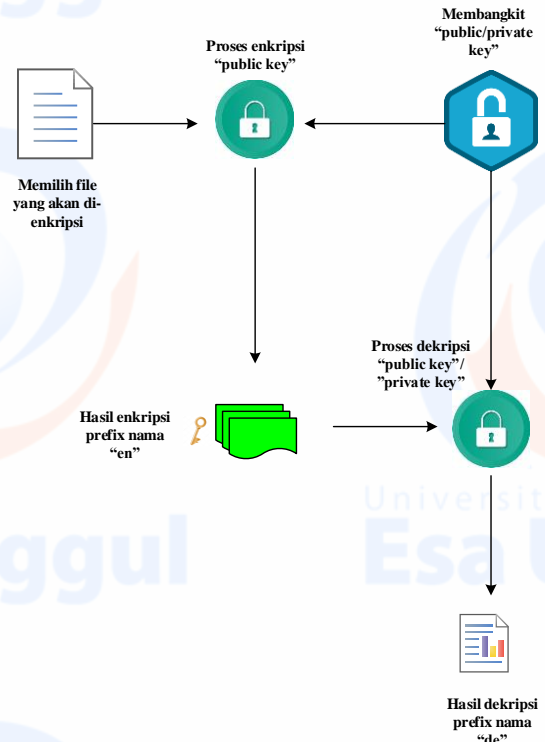 Membangkit
“public/private
key”
Proses enkripsi
“public key”
Memilih file
yang akan di-
enkripsi
Proses dekripsi
“public key”/
”private key”
Hasil enkripsi
prefix nama
“en”
Universit
Esa U
ggul
Hasil dekripsi
prefix nama
“de”